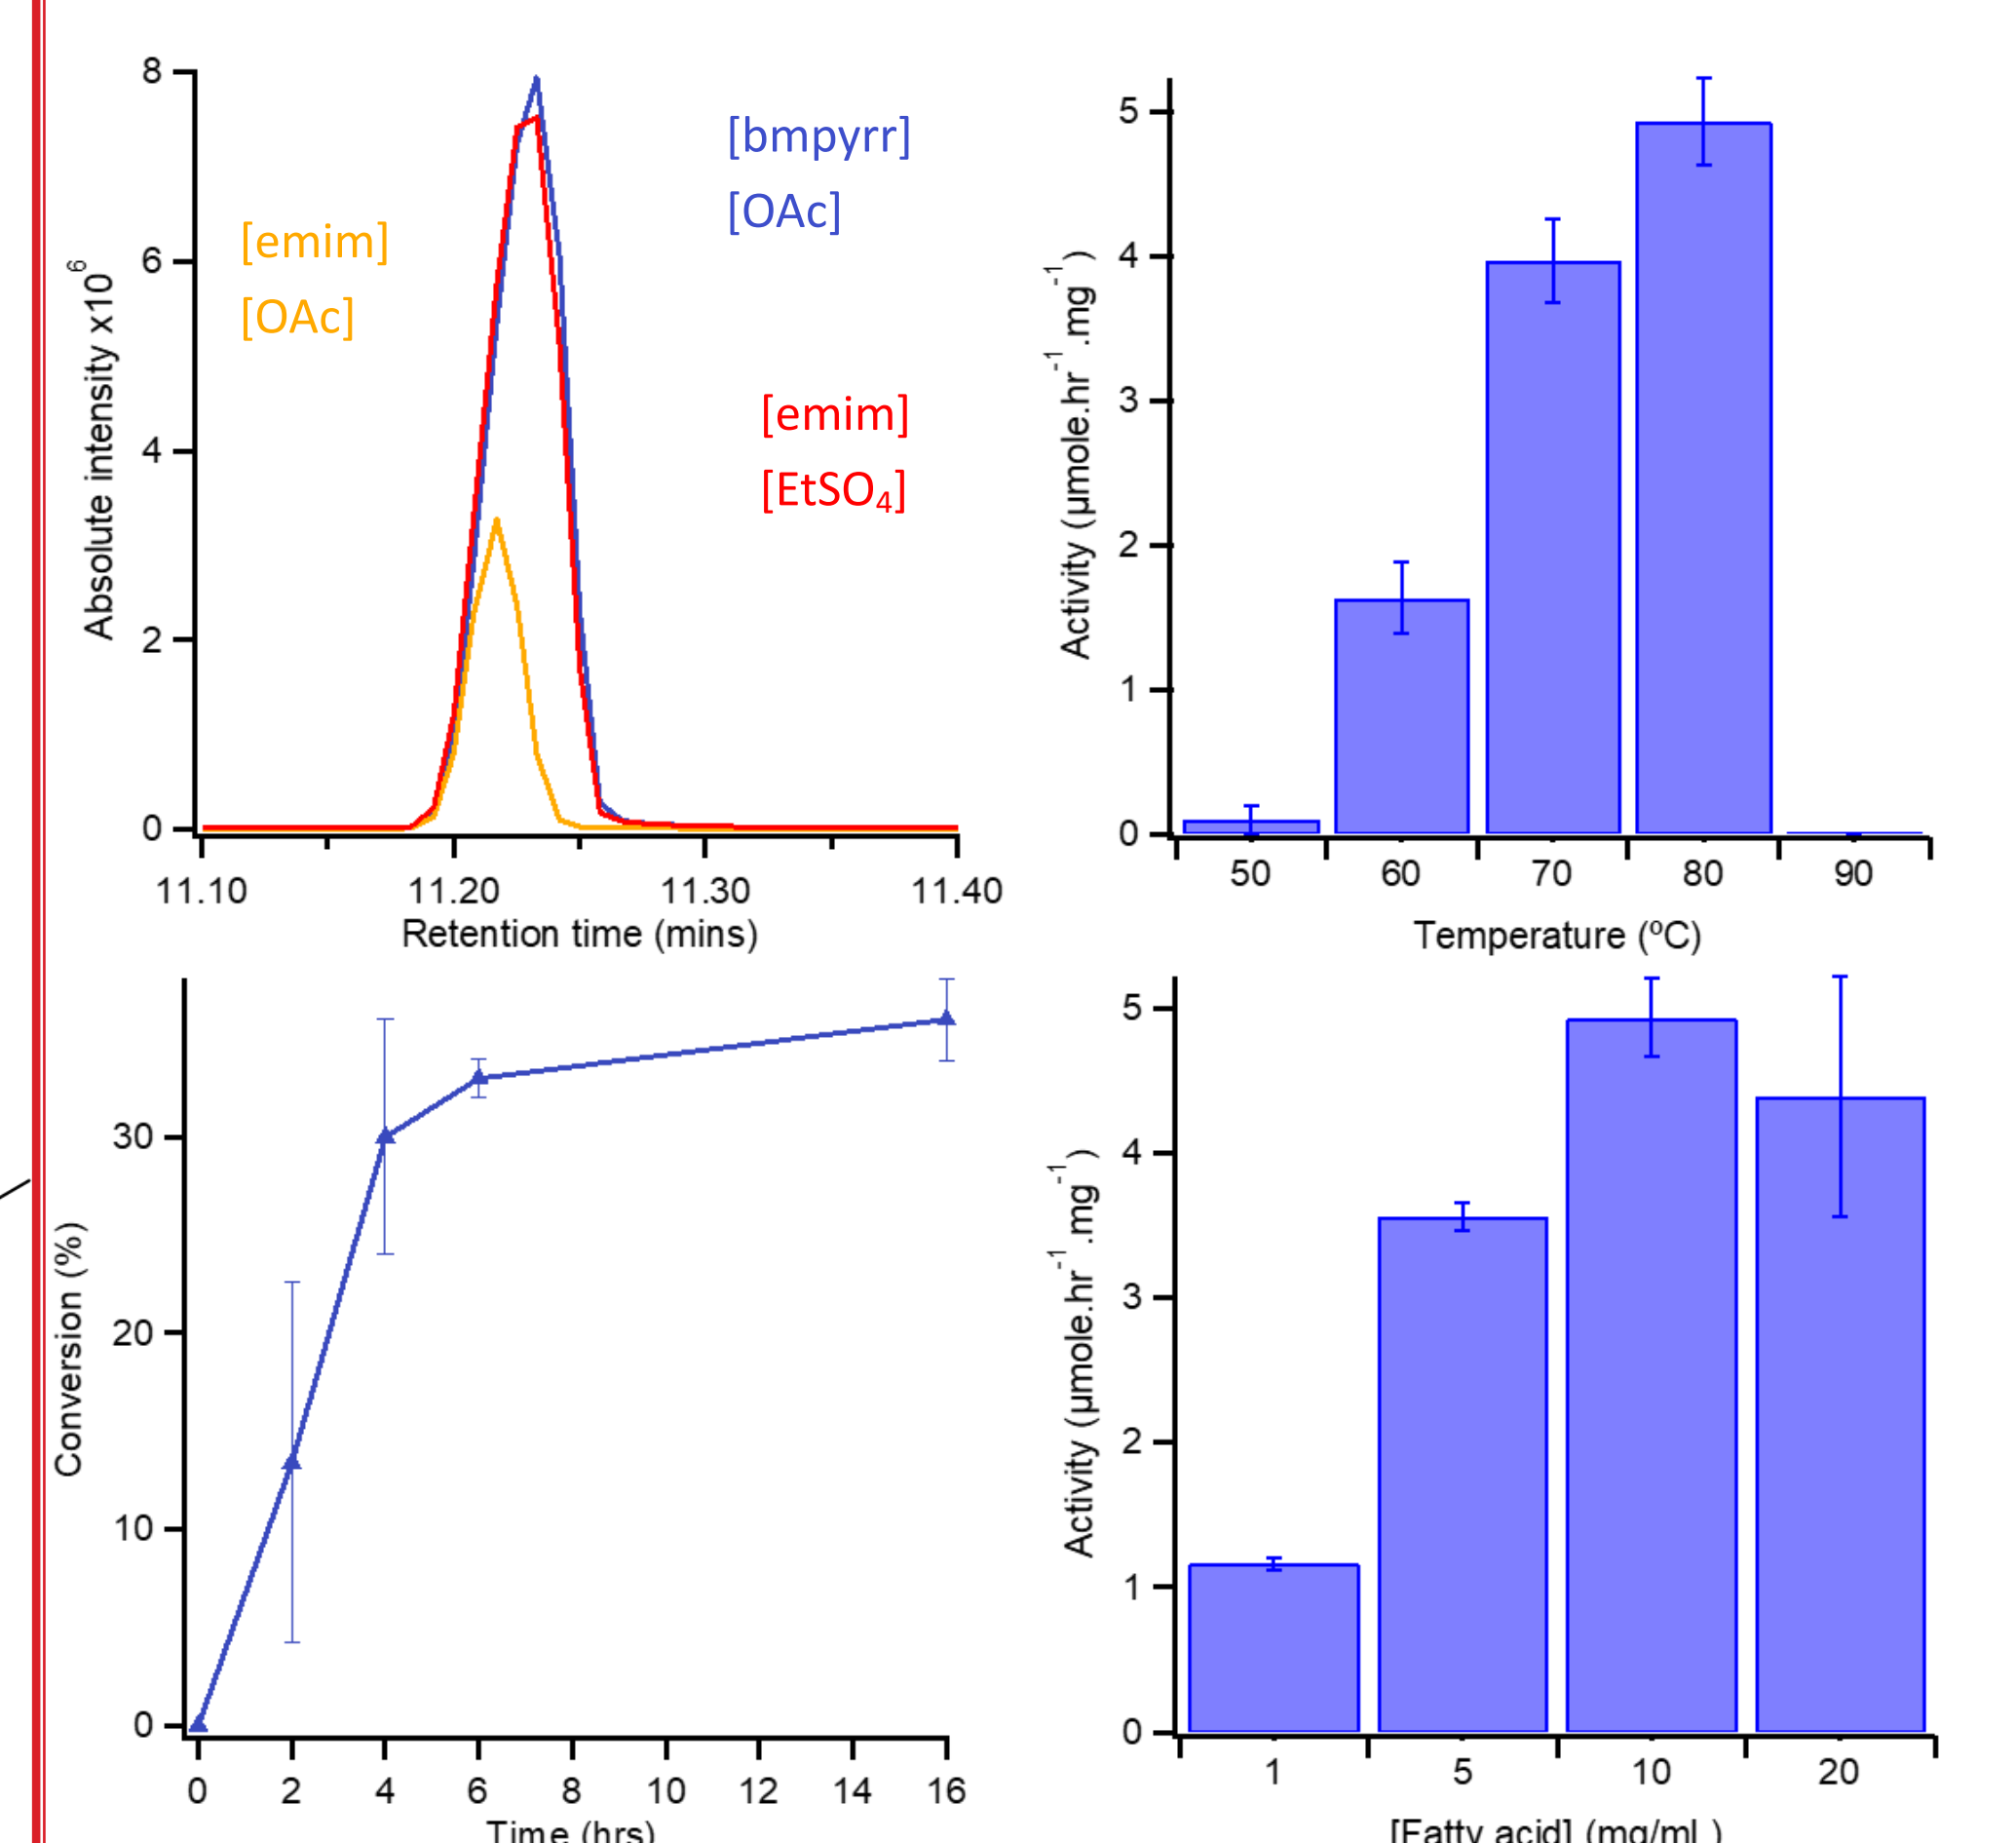 8
6
4
2
0
Absolute intensity x10⁶
[emim]
[OAc]
[bmpyrr]
[OAc]
[emim]
[EtSO₄]
11.10 11.20 11.30 11.40
Retention time (mins)
5
4
3
2
1
0
Activity (µmole.hr⁻¹.mg⁻¹)
50 60 70 80 90
Temperature (ºC)
30
20
10
0
Conversion (%)
0 2 4 6 8 10 12 14 16
Time (hrs)
5
4
3
2
1
0
Activity (µmole.hr⁻¹.mg⁻¹)
1 5 10 20
[Fatty acid] (mg/mL)